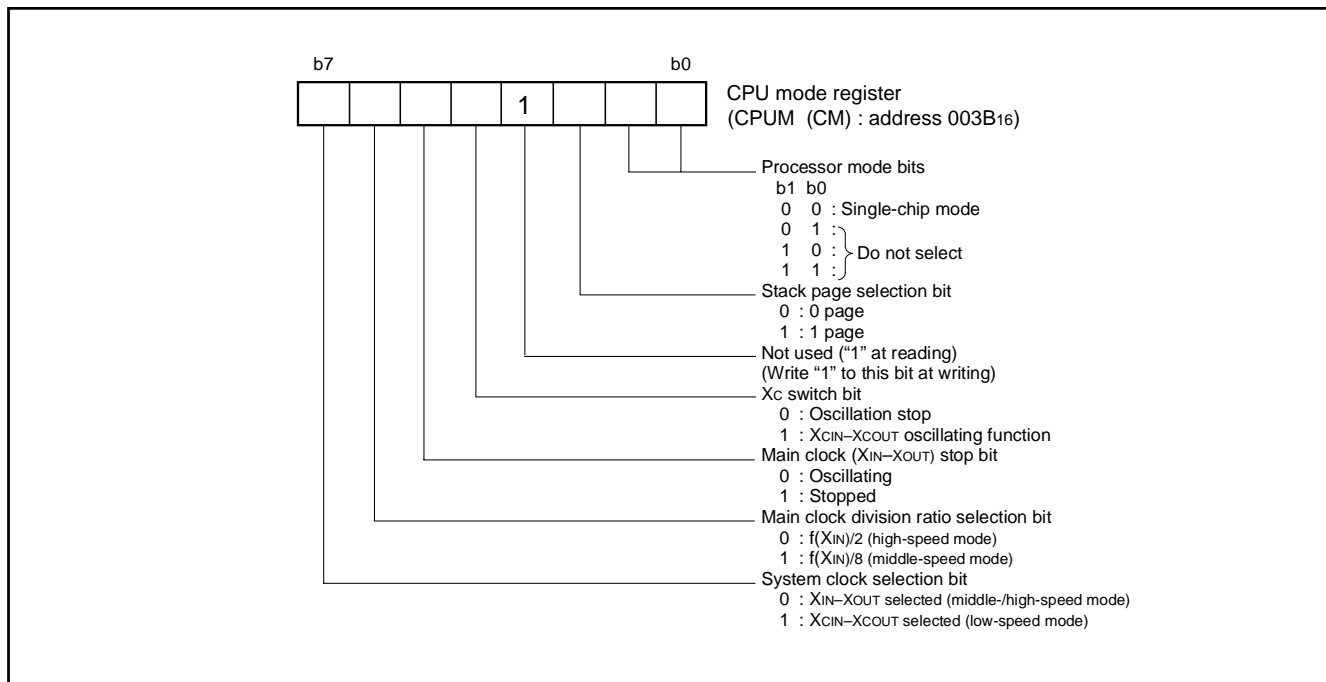 b7 b0
1
CPU mode register
(CPUM (CM) : address 003B16)
Processor mode bits
b1 b0
0 0 : Single-chip mode
0 1 :
1 0 : Do not select
1 1 :
Stack page selection bit
0 : 0 page
1 : 1 page
Not used (“1” at reading)
(Write “1” to this bit at writing)
XC switch bit
0 : Oscillation stop
1 : XCIN–XCOUT oscillating function
Main clock (XIN–XOUT) stop bit
0 : Oscillating
1 : Stopped
Main clock division ratio selection bit
0 : f(XIN)/2 (high-speed mode)
1 : f(XIN)/8 (middle-speed mode)
System clock selection bit
0 : XIN–XOUT selected (middle-/high-speed mode)
1 : XCIN–XCOUT selected (low-speed mode)